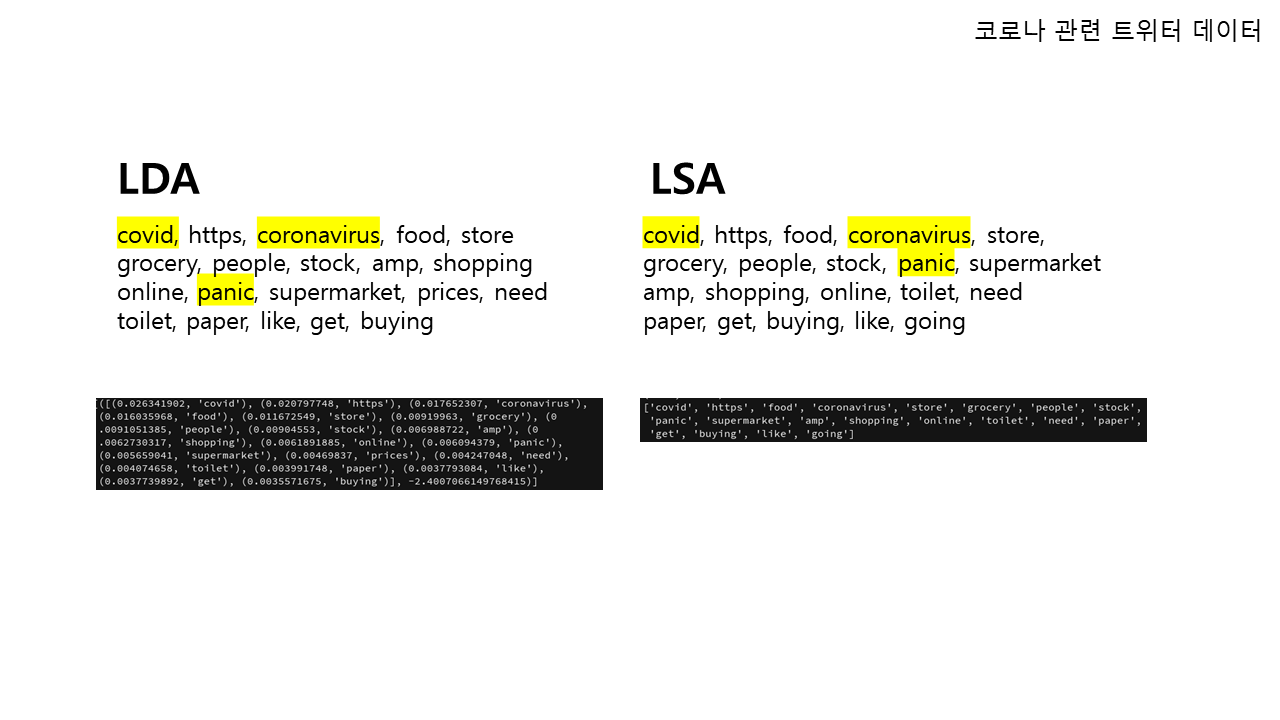 코로나 관련 트위터 데이터
LDA
covid, https, coronavirus, food, store
grocery, people, stock, amp, shopping
online, panic, supermarket, prices, need
toilet, paper, like, get, buying
([(0.026341902, 'covid'), (0.020797748, 'https'), (0.017652307, 'coronavirus'),
(0.016035968, 'food'), (0.011672549, 'store'), (0.00919963, 'grocery'), (0
.0091051385, 'people'), (0.00904553, 'stock'), (0.006988722, 'amp'), (0
.0062730317, 'shopping'), (0.0061891885, 'online'), (0.006094379, 'panic'),
(0.005659041, 'supermarket'), (0.00469837, 'prices'), (0.004247048, 'need'),
(0.004074658, 'toilet'), (0.003991748, 'paper'), (0.0037793084, 'like'),
(0.0037739892, 'get'), (0.0035571675, 'buying')], -2.4007066149768415)]
LSA
covid, https, food, coronavirus, store,
grocery, people, stock, panic, supermarket
amp, shopping, online, toilet, need
paper, get, buying, like, going
['covid', 'https', 'food', 'coronavirus', 'store', 'grocery', 'people', 'stock',
'panic', 'supermarket', 'amp', 'shopping', 'online', 'toilet', 'need', 'paper',
'get', 'buying', 'like', 'going']